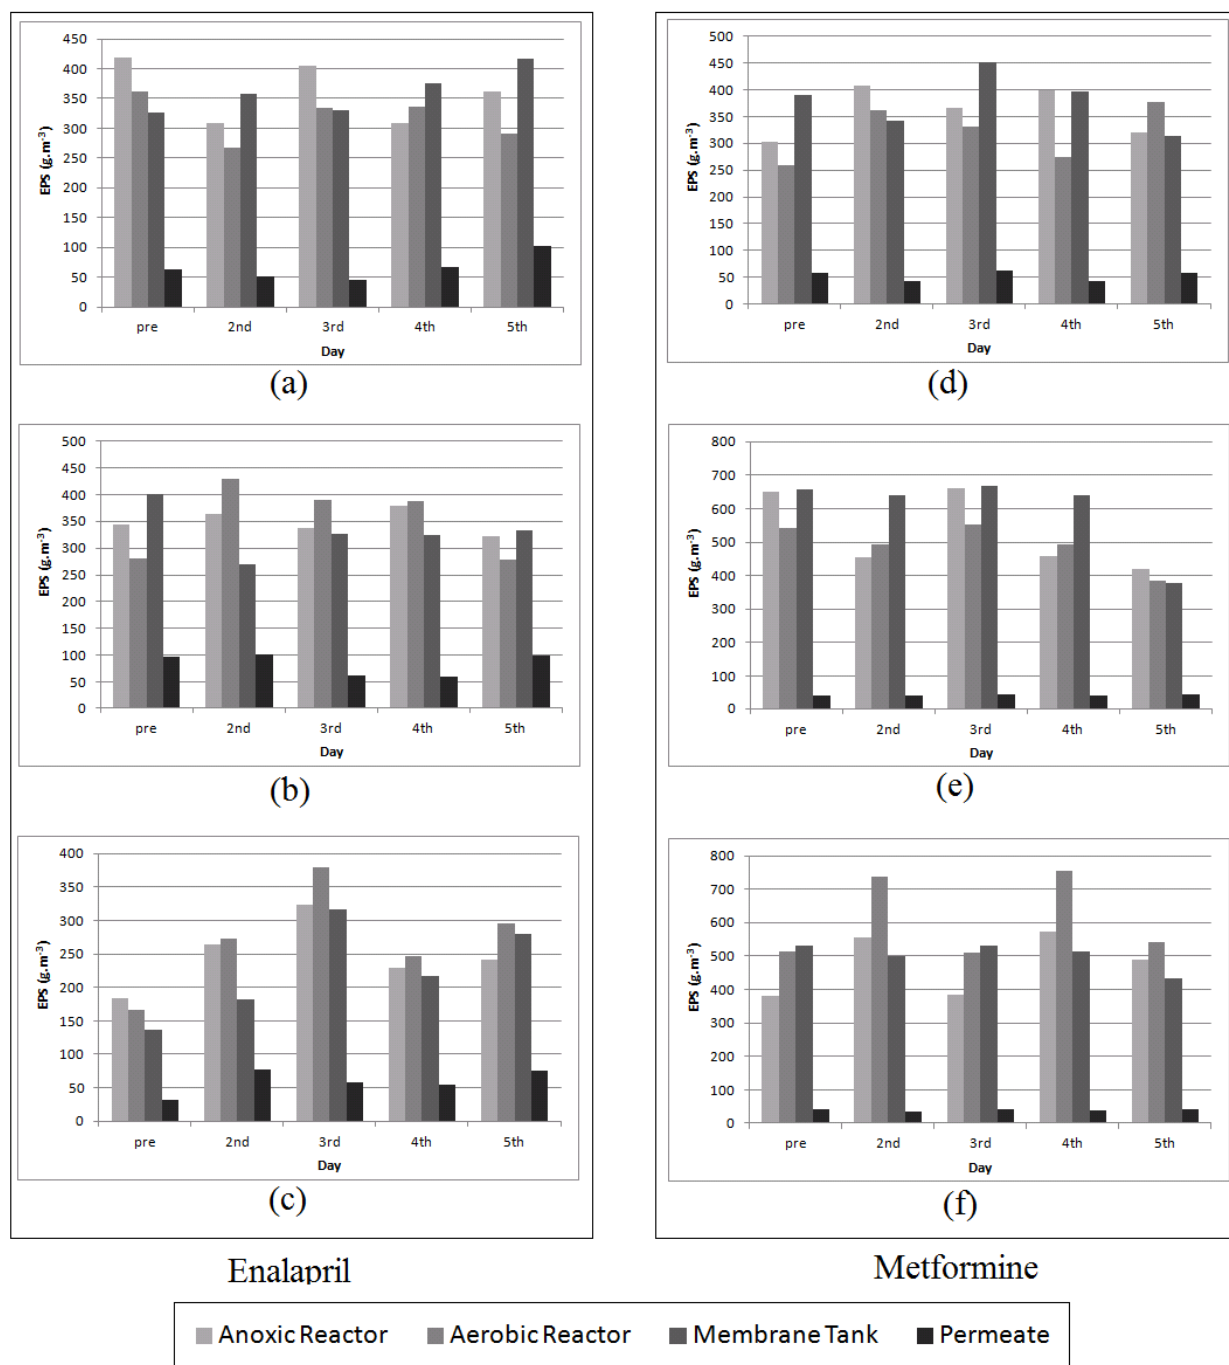 450
400
350
300
250
200
150
100
50
0
EPS (g.m-3)
pre 2nd 3rd 4th 5th
Day
(a)
500
450
400
350
300
250
200
150
100
50
0
EPS (g.m-3)
pre 2nd 3rd 4th 5th
Day
(b)
400
350
300
250
200
150
100
50
0
EPS (g.m-3)
pre 2nd 3rd 4th 5th
Day
(c)
Enalapril
500
450
400
350
300
250
200
150
100
50
0
EPS (g.m-3)
pre 2nd 3rd 4th 5th
Day
(d)
800
700
600
500
400
300
200
100
0
EPS (g.m-3)
pre 2nd 3rd 4th 5th
Day
(e)
800
700
600
500
400
300
200
100
0
EPS (g.m-3)
pre 2nd 3rd 4th 5th
Day
(f)
Metformine
Anoxic Reactor Aerobic Reactor Membrane Tank Permeate